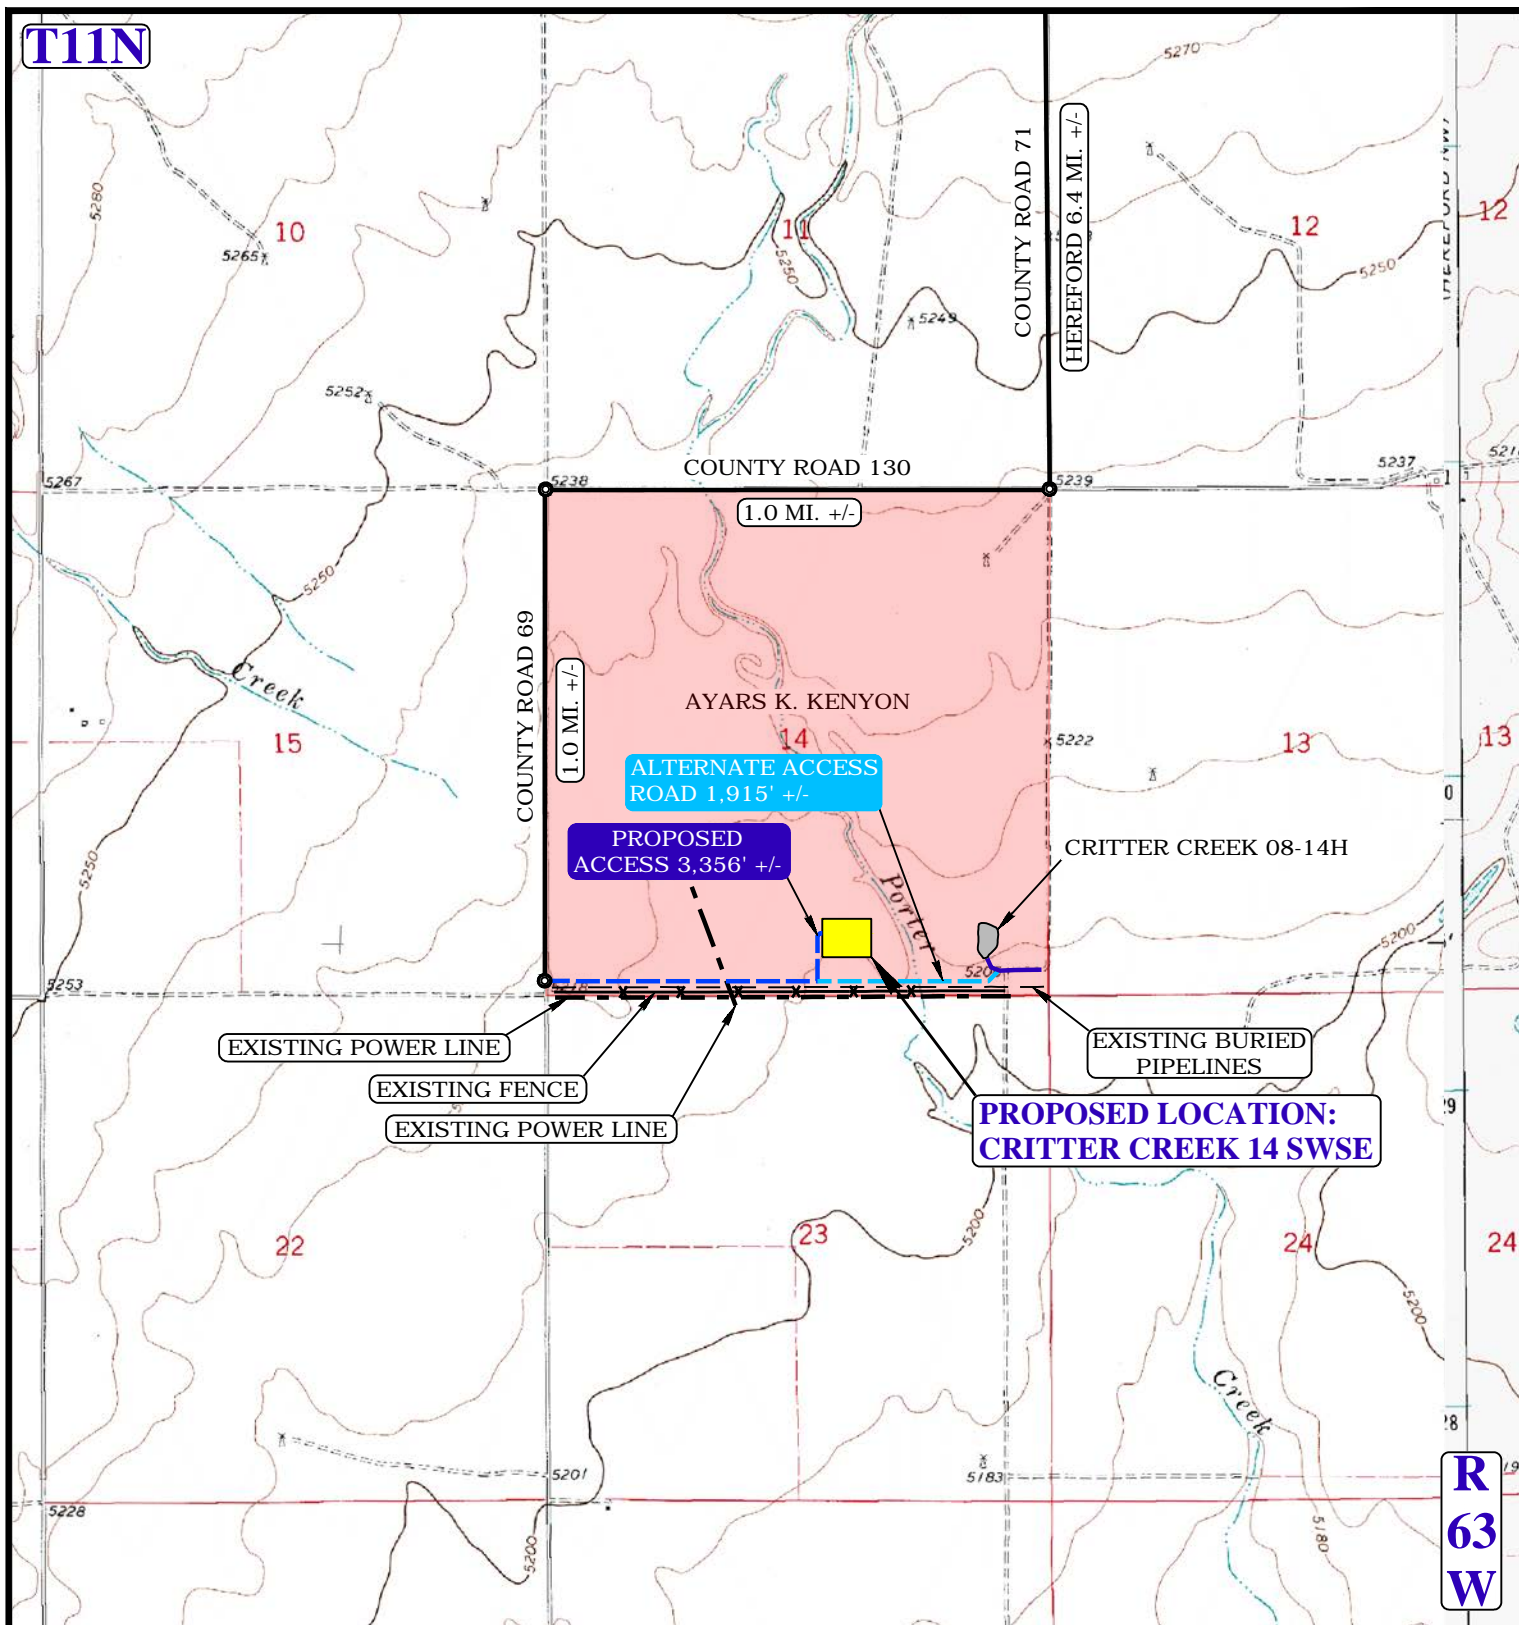 T11N
5270
5280
COUNTY ROAD 71
HEREFORD 6.4 MI. +/-
10
11
12
12
5265
5250
5250
5249
5252
COUNTY ROAD 130
5267
5238
5239
5237
1.0 MI. +/-
5250
COUNTY ROAD 69
1.0 MI. +/-
Creek
AYARS K. KENYON
15
14
13
13
5222
ALTERNATE ACCESS
ROAD 1,915' +/-
PROPOSED
ACCESS 3,356' +/-
CRITTER CREEK 08-14H
5250
Porter
5200
5253
EXISTING POWER LINE
EXISTING FENCE
EXISTING POWER LINE
EXISTING BURIED
PIPELINES
PROPOSED LOCATION:
CRITTER CREEK 14 SWSE
22
23
24
24
5200
5200
Creek
5201
5183
5228
5200
5180
R
63
W